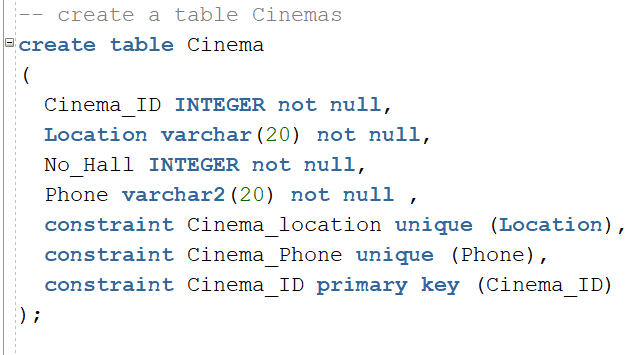 -- create a table Cinemas
create table Cinema
(
Cinema_ID INTEGER not null,
Location varchar(20) not null,
No_Hall INTEGER not null,
Phone varchar2(20) not null ,
constraint Cinema_location unique (Location),
constraint Cinema_Phone unique (Phone),
constraint Cinema_ID primary key (Cinema_ID)
);